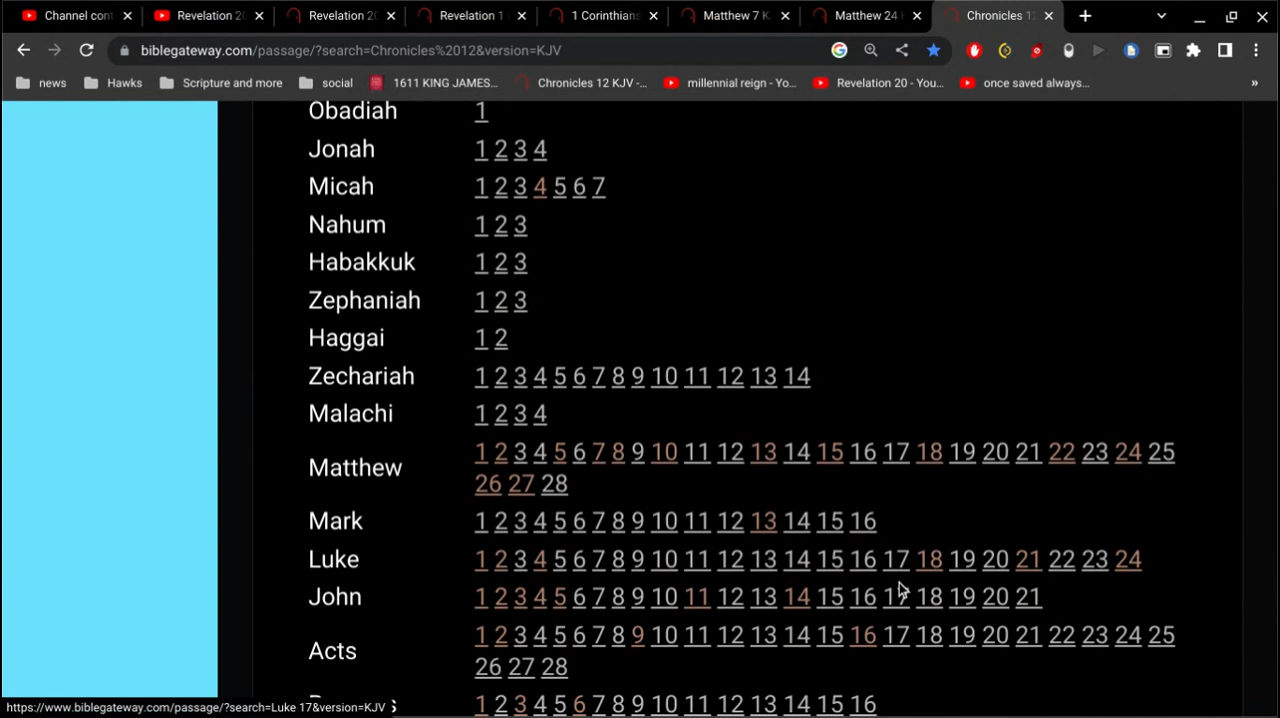 Channel cont
Revelation 20
Revelation 20
Revelation 1
1 Corinthians
Matthew 7 K
Matthew 24
Chronicles 12
biblegateway.com/passage/?search=Chronicles%2012&version=KJV
news
Hawks
Scripture and more
social
1611 KING JAMES...
Chronicles 12 KJV -...
millennial reign - Yo...
Revelation 20 - You...
once saved always...
»
Obadiah 1
Jonah 1 2 3 4
Micah 1 2 3 4 5 6 7
Nahum 1 2 3
Habakkuk 1 2 3
Zephaniah 1 2 3
Haggai 1 2
Zechariah 1 2 3 4 5 6 7 8 9 10 11 12 13 14
Malachi 1 2 3 4
Matthew 1 2 3 4 5 6 7 8 9 10 11 12 13 14 15 16 17 18 19 20 21 22 23 24 25
26 27 28
Mark 1 2 3 4 5 6 7 8 9 10 11 12 13 14 15 16
Luke 1 2 3 4 5 6 7 8 9 10 11 12 13 14 15 16 17 18 19 20 21 22 23 24
John 1 2 3 4 5 6 7 8 9 10 11 12 13 14 15 16 17 18 19 20 21
Acts 1 2 3 4 5 6 7 8 9 10 11 12 13 14 15 16 17 18 19 20 21 22 23 24 25
26 27 28
1 2 3 4 5 6 7 8 9 10 11 12 13 14 15 16
https://www.biblegateway.com/passage/?search=Luke 17&version=KJV